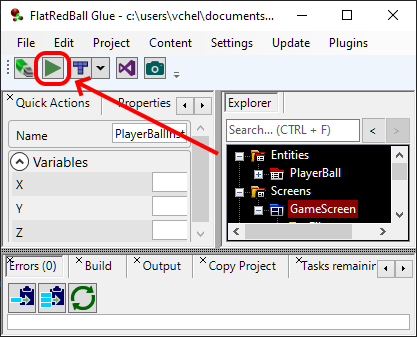 FlatRedBall Glue - c:\users\vchel\documents...
File Edit Project Content Settings Update Plugins
Quick Actions Properties
Explorer
Name PlayerBallInst
Search... (CTRL + F) < >
Variables
X
Y
Z
Entities
PlayerBall
Screens
GameScreen
Errors (0) Build Output Copy Project Tasks remainin